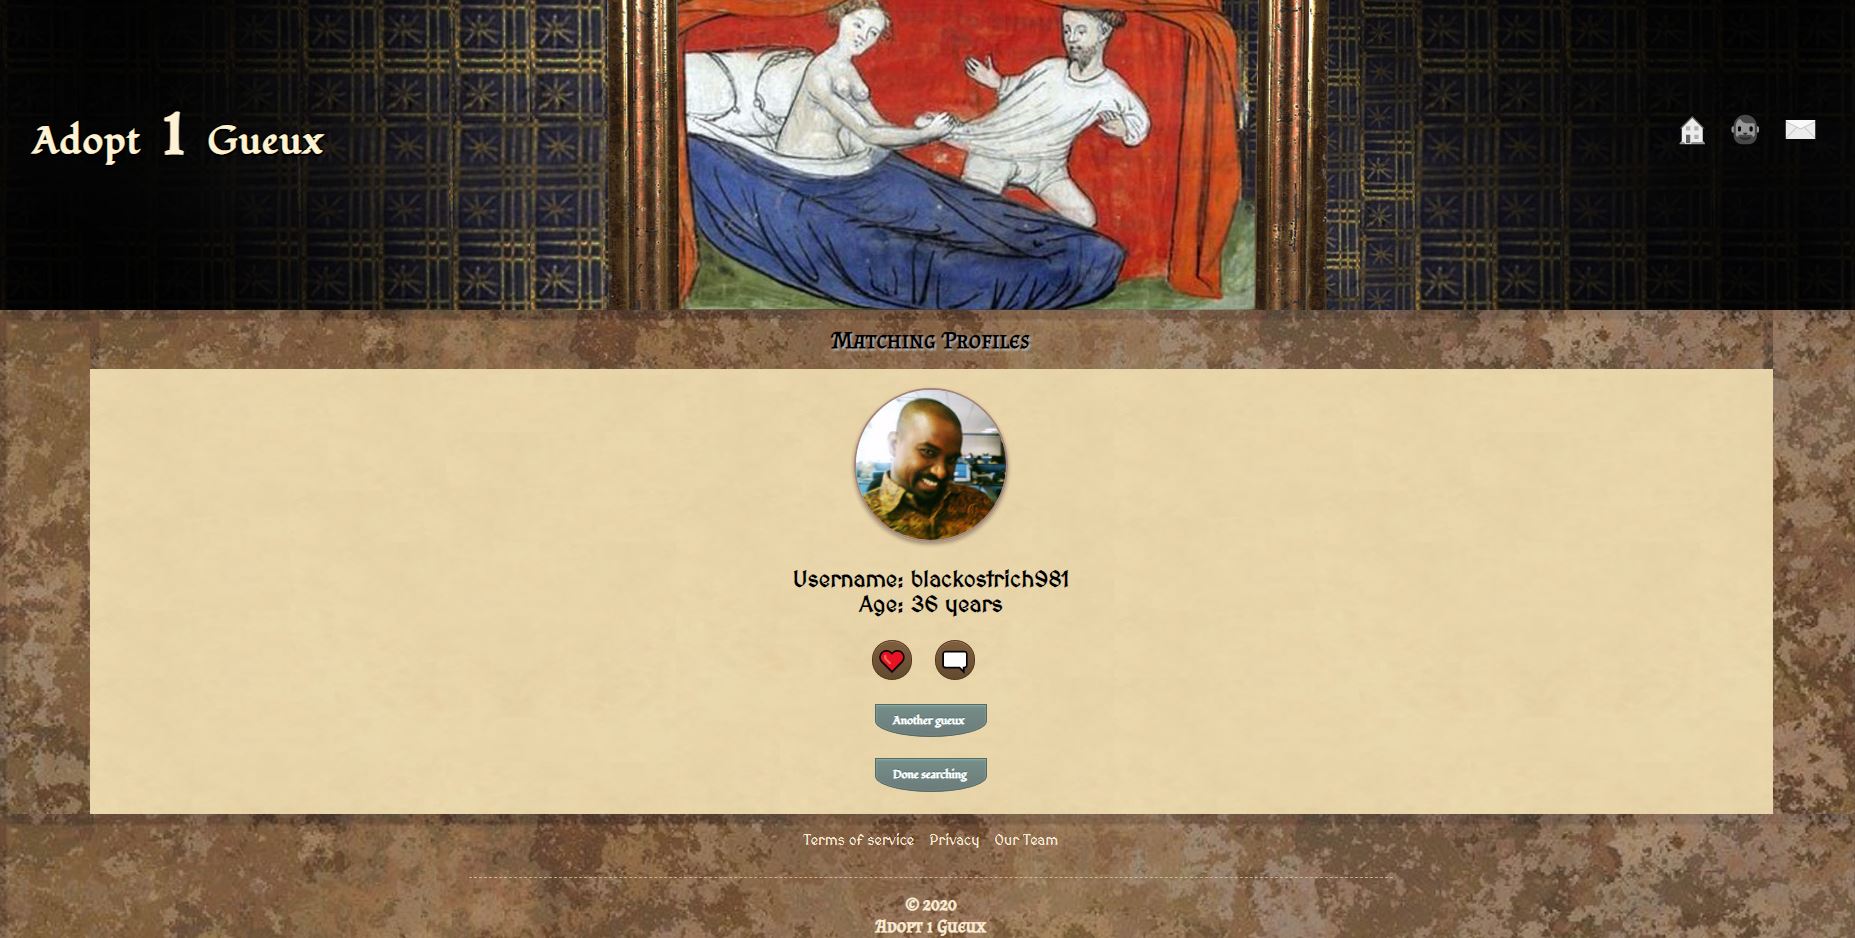 Adopt 1 Gueux
Matching Profiles
Username: blackostrich981
Age: 36 years
Another gueux
Done searching
Terms of service Privacy Our Team
© 2020
Adopt 1 Gueux